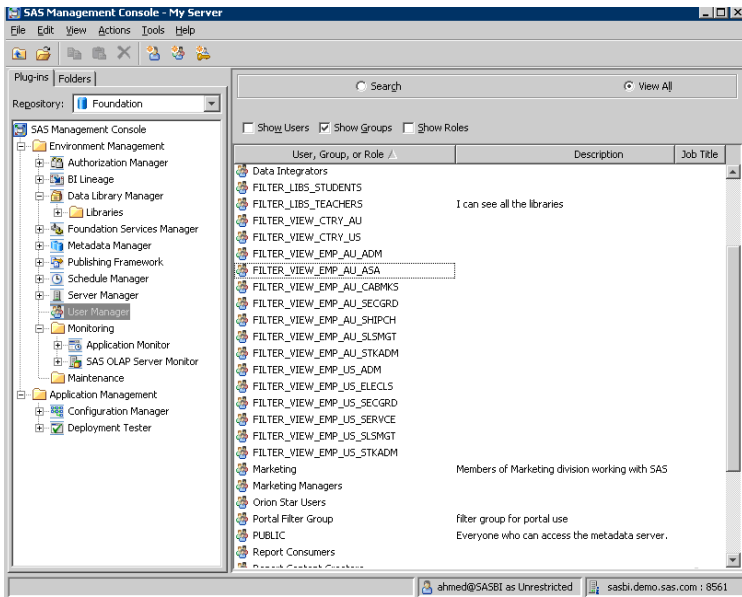 SAS Management Console - My Server
File Edit View Actions Tools Help
Plug-ins Folders
Repository: Foundation
SAS Management Console
Environment Management
Authorization Manager
BI Lineage
Data Library Manager
Libraries
Foundation Services Manager
Metadata Manager
Publishing Framework
Schedule Manager
Server Manager
User Manager
Monitoring
Application Monitor
SAS OLAP Server Monitor
Maintenance
Application Management
Configuration Manager
Deployment Tester
Search View All
Show Users Show Groups Show Roles
User, Group, or Role Description Job Title
Data Integrators
FILTER_LIBS_STUDENTS
FILTER_LIBS_TEACHERS I can see all the libraries
FILTER_VIEW_CTRY_AU
FILTER_VIEW_CTRY_US
FILTER_VIEW_EMP_AU_ADM
FILTER_VIEW_EMP_AU_ASA
FILTER_VIEW_EMP_AU_CABMKS
FILTER_VIEW_EMP_AU_SECGRD
FILTER_VIEW_EMP_AU_SHIPCH
FILTER_VIEW_EMP_AU_SLSMGT
FILTER_VIEW_EMP_AU_STKADM
FILTER_VIEW_EMP_US_ADM
FILTER_VIEW_EMP_US_ELECLS
FILTER_VIEW_EMP_US_SECGRD
FILTER_VIEW_EMP_US_SERVCE
FILTER_VIEW_EMP_US_SLSMGT
FILTER_VIEW_EMP_US_STKADM
Marketing Members of Marketing division working with SAS
Marketing Managers
Orion Star Users
Portal Filter Group filter group for portal use
PUBLIC Everyone who can access the metadata server.
Report Consumers
Report Content Creators
ahmed@SASBI as Unrestricted sasbi.demo.sas.com : 8561